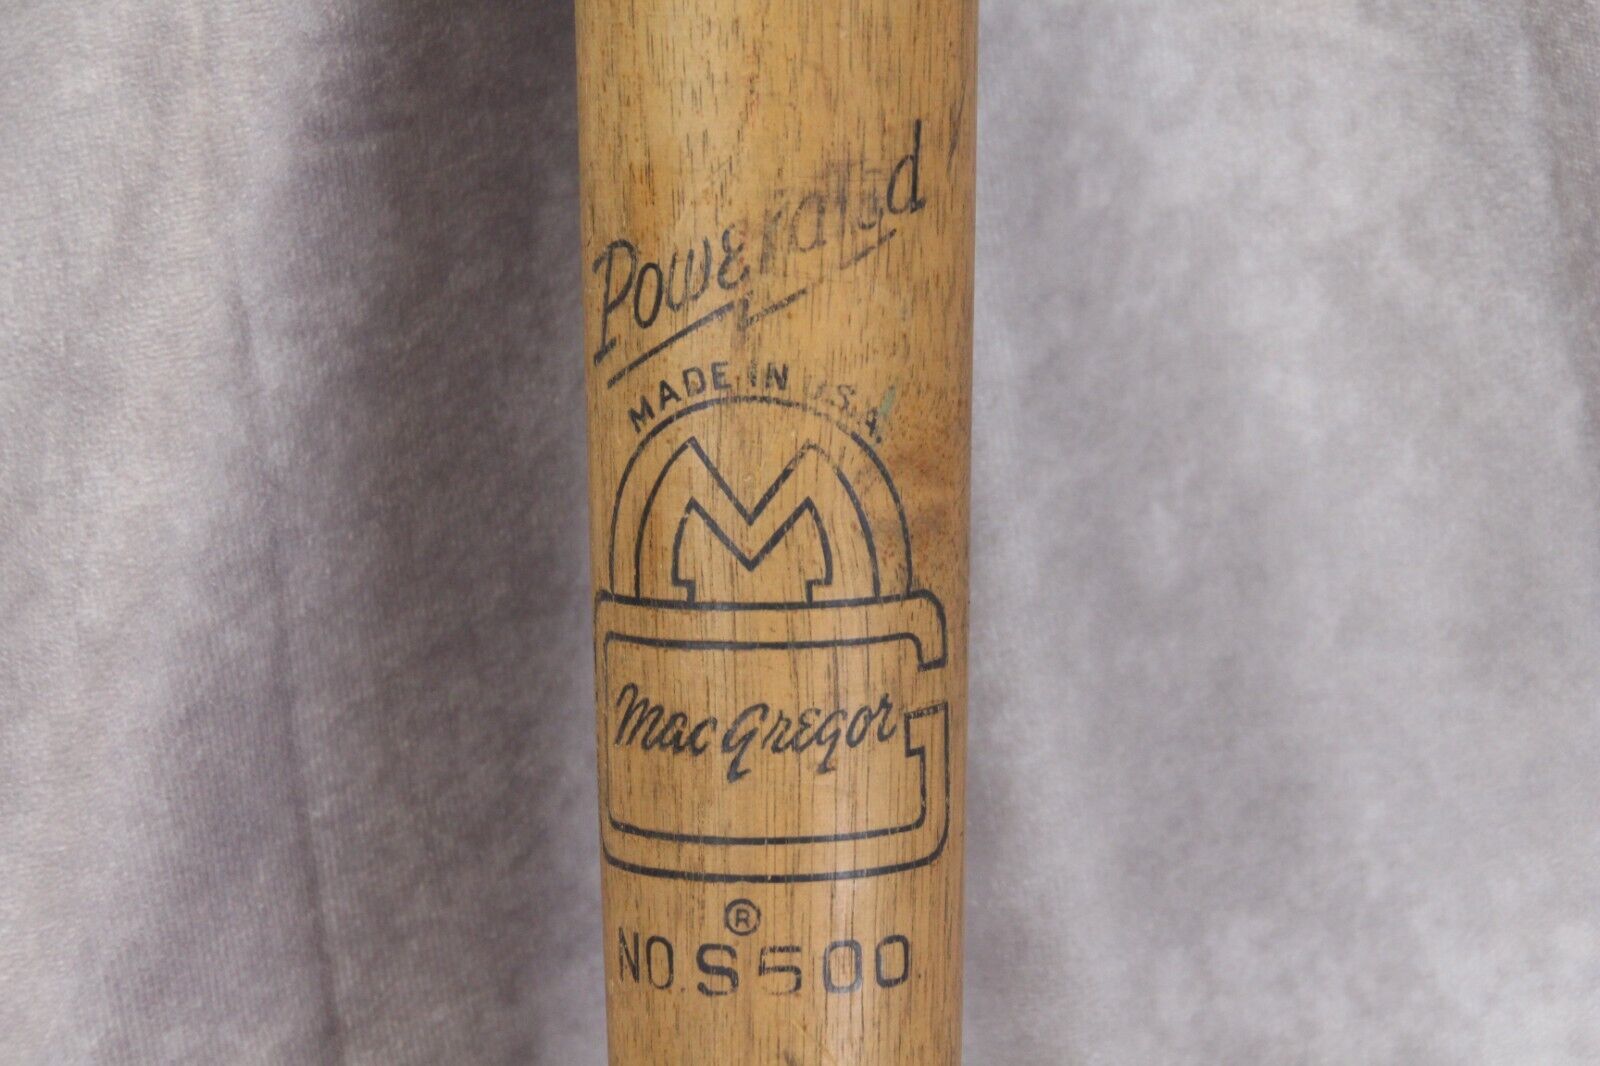 Powerated
MADE IN U.S.A.
M
G
MacGregor
®
NO. S500